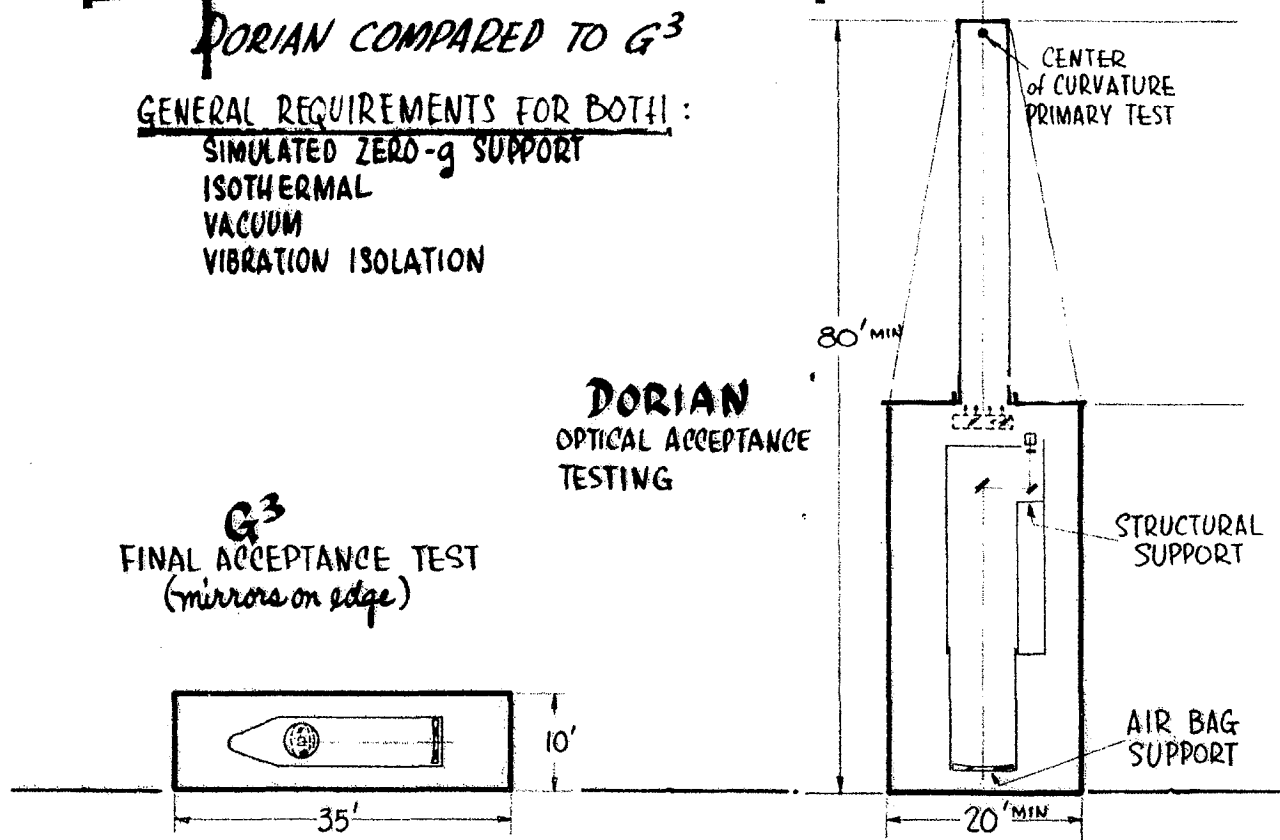 DORIAN COMPARED TO G³
GENERAL REQUIREMENTS FOR BOTH :
SIMULATED ZERO-g SUPPORT
ISOTHERMAL
VACUUM
VIBRATION ISOLATION
CENTER
of CURVATURE
PRIMARY TEST
80' MIN
DORIAN
OPTICAL ACCEPTANCE
TESTING
STRUCTURAL
SUPPORT
G³
FINAL ACCEPTANCE TEST
(mirrors on edge)
10'
35'
AIR BAG
SUPPORT
20' MIN